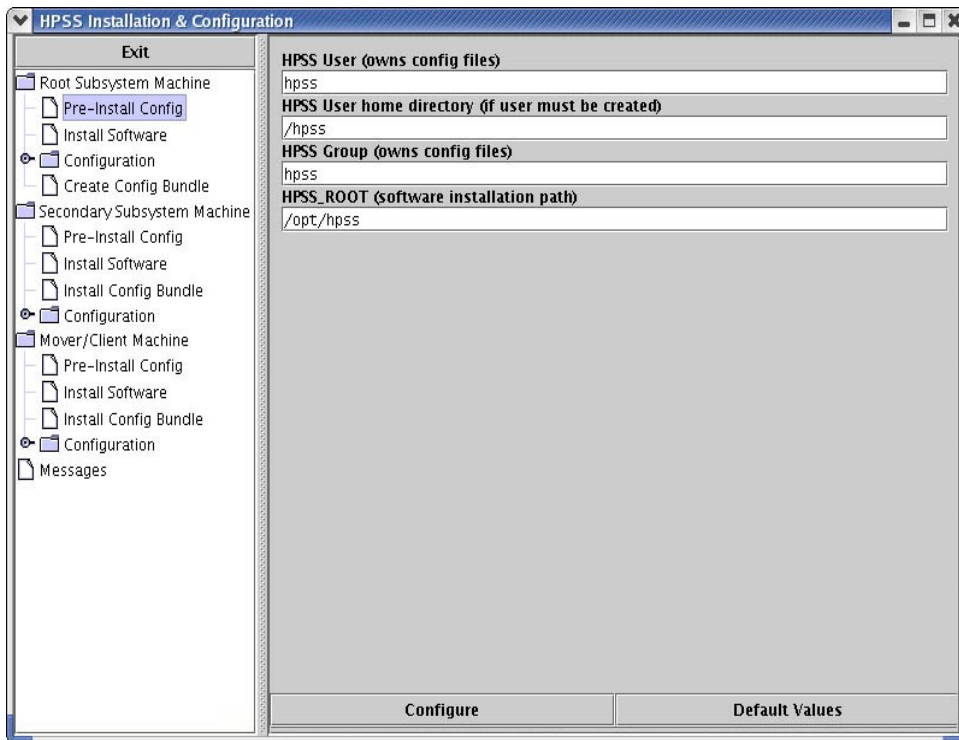 HPSS Installation & Configuration
Exit
Root Subsystem Machine
Pre-Install Config
Install Software
Configuration
Create Config Bundle
Secondary Subsystem Machine
Pre-Install Config
Install Software
Install Config Bundle
Configuration
Mover/Client Machine
Pre-Install Config
Install Software
Install Config Bundle
Configuration
Messages
HPSS User (owns config files)
hpss
HPSS User home directory (if user must be created)
/hpss
HPSS Group (owns config files)
hpss
HPSS_ROOT (software installation path)
/opt/hpss
Configure
Default Values